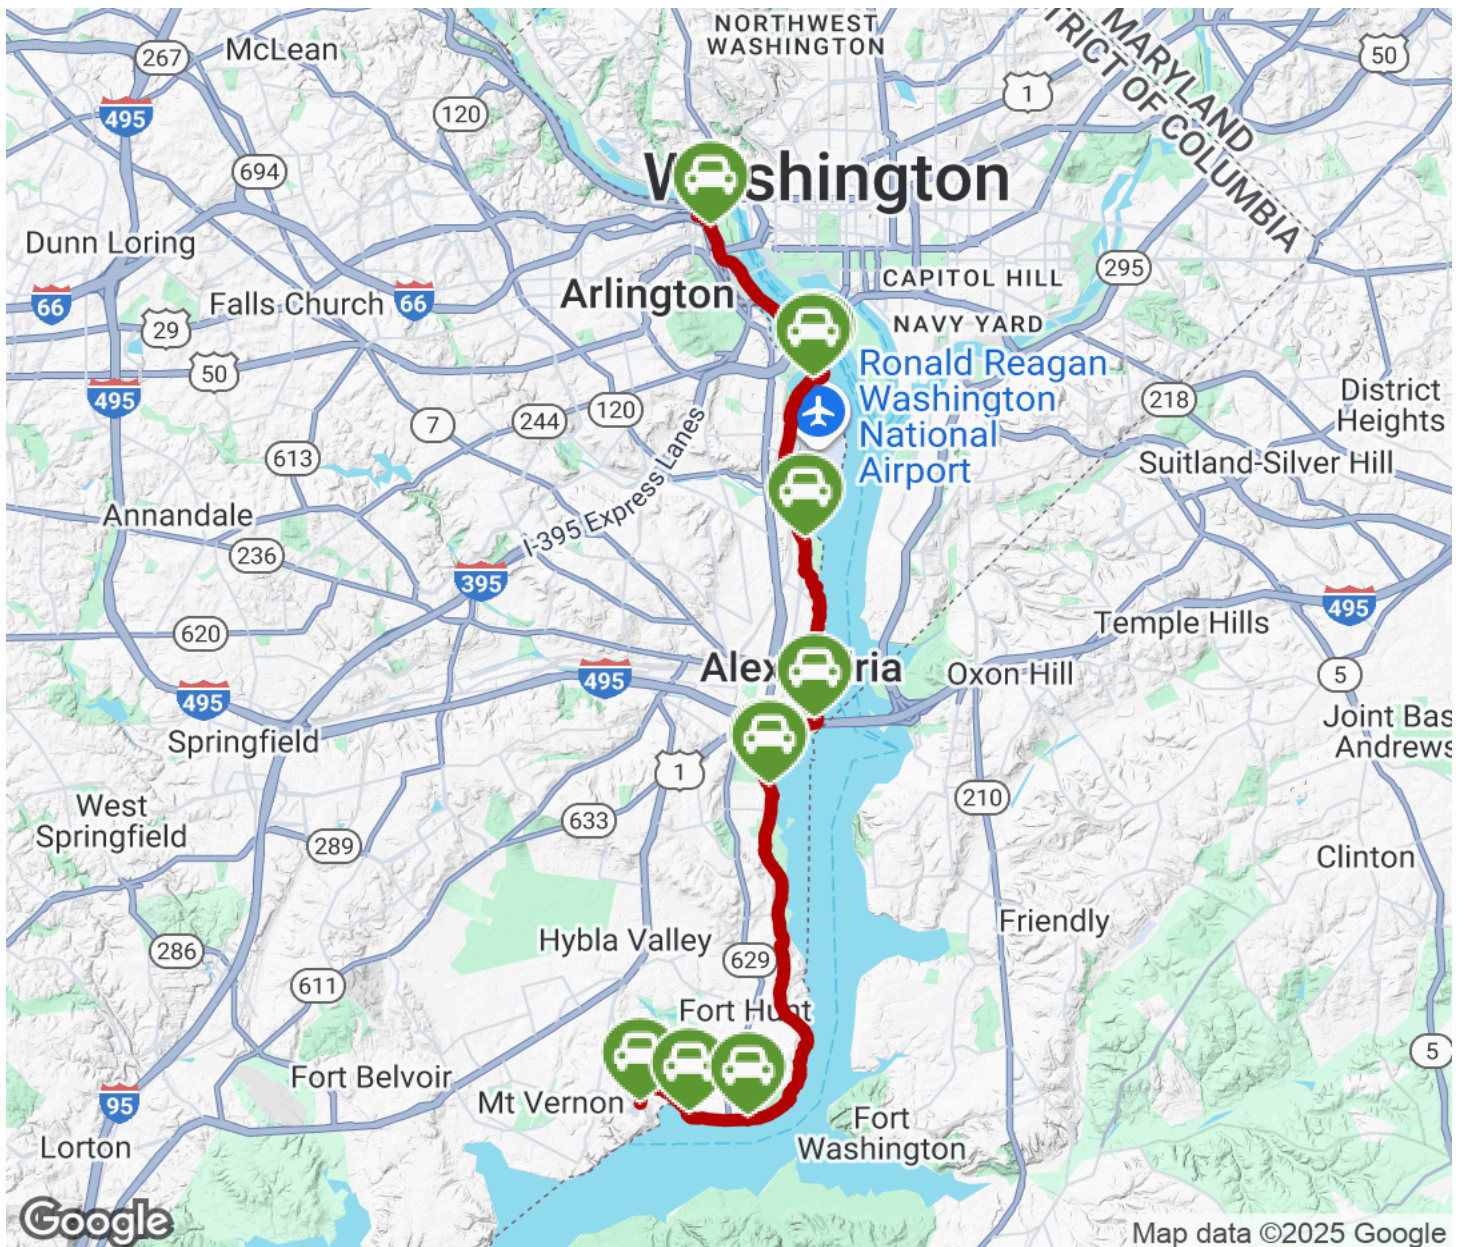 NORTHWEST
WASHINGTON
McLean
267
50
MARYLAND
TRICT OF COLUMBIA
1
495
120
694
Dunn Loring
295
CAPITOL HILL
Arlington
66
Falls Church
66
29
NAVY YARD
50
Ronald Reagan
Washington
National
Airport
495
120
244
7
218
District
Heights
613
Suitland-Silver Hill
I-395 Express Lanes
Annandale
236
395
495
620
Temple Hills
495
Oxon Hill
5
495
Springfield
Joint Bas
Andrews
1
West
Springfield
210
633
289
Clinton
Friendly
Hybla Valley
286
629
611
Fort Hunt
5
Fort Belvoir
Mt Vernon
95
Fort
Washington
Lorton
Google
Map data ©2025 Google